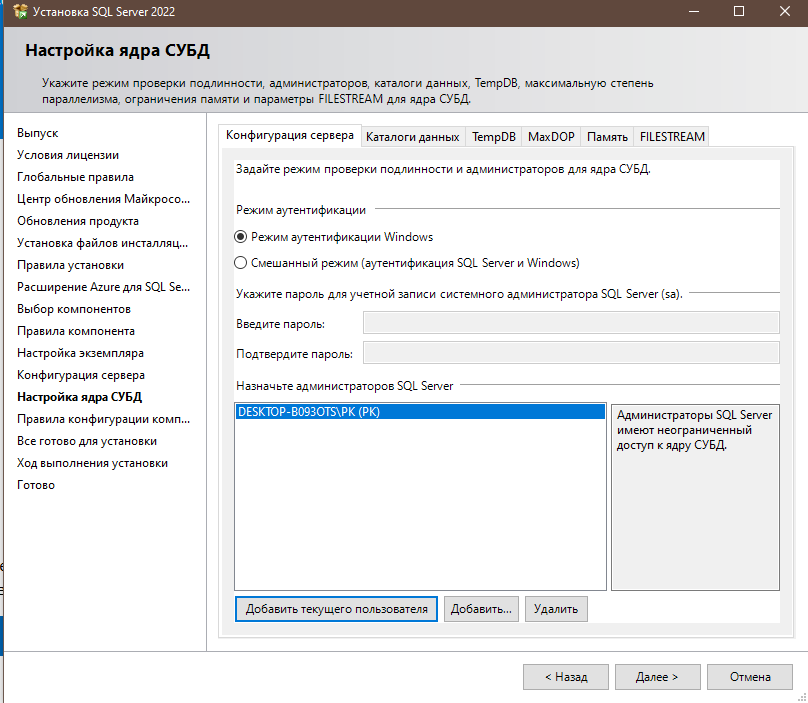 Установка SQL Server 2022
Настройка ядра СУБД
Укажите режим проверки подлинности, администраторов, каталоги данных, TempDB, максимальную степень
параллелизма, ограничения памяти и параметры FILESTREAM для ядра СУБД.
Выпуск
Условия лицензии
Глобальные правила
Центр обновления Майкросо...
Обновления продукта
Установка файлов инсталляц...
Правила установки
Расширение Azure для SQL Se...
Выбор компонентов
Правила компонента
Настройка экземпляра
Конфигурация сервера
Настройка ядра СУБД
Правила конфигурации комп...
Все готово для установки
Ход выполнения установки
Готово
Конфигурация сервера Каталоги данных TempDB MaxDOP Память FILESTREAM
Задайте режим проверки подлинности и администраторов для ядра СУБД.
Режим аутентификации
Режим аутентификации Windows
Смешанный режим (аутентификация SQL Server и Windows)
Укажите пароль для учетной записи системного администратора SQL Server (sa).
Введите пароль:
Подтвердите пароль:
Назначьте администраторов SQL Server
DESKTOP-B093OTS\PK (PK)
Администраторы SQL Server
имеют неограниченный
доступ к ядру СУБД.
Добавить текущего пользователя Добавить... Удалить
< Назад Далее > Отмена